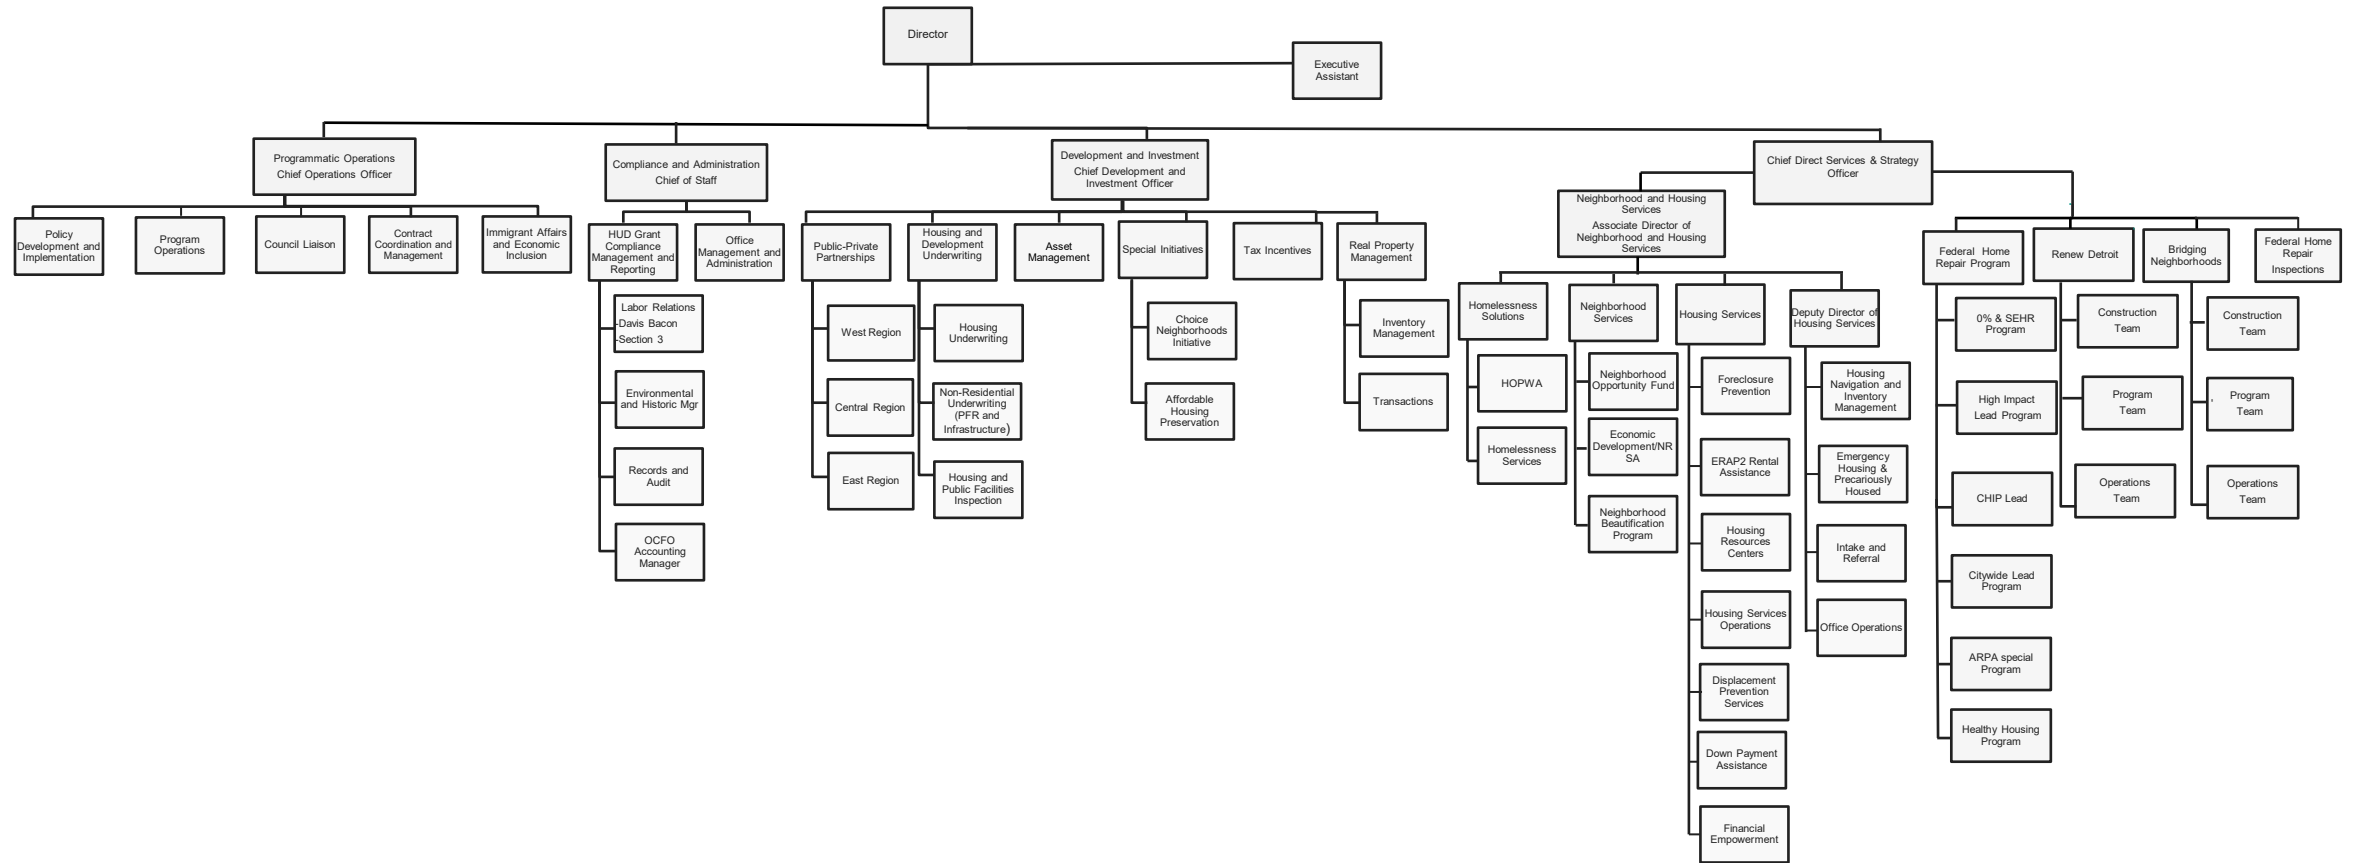 Director
Executive
Assistant
Programmatic Operations
Chief Operations Officer
Compliance and Administration
Chief of Staff
Development and Investment
Chief Development and
Investment Officer
Chief Direct Services & Strategy
Officer
Policy
Development and
Implementation
Program
Operations
Council Liaison
Contract
Coordination and
Management
Immigrant Affairs
and Economic
Inclusion
HUD Grant
Compliance
Management and
Reporting
Office
Management and
Administration
Labor Relations
-Davis Bacon
-Section 3
Environmental
and Historic Mgr
Records and
Audit
OCFO
Accounting
Manager
Public-Private
Partnerships
Housing and
Development
Underwriting
Asset
Management
Special Initiatives
Tax Incentives
Real Property
Management
West Region
Central Region
East Region
Housing
Underwriting
Non-Residential
Underwriting
(PFR and
Infrastructure)
Housing and
Public Facilities
Inspection
Choice
Neighborhoods
Initiative
Affordable
Housing
Preservation
Inventory
Management
Transactions
Neighborhood and Housing
Services
Associate Director of
Neighborhood and Housing
Services
Homelessness
Solutions
Neighborhood
Services
Housing Services
Deputy Director of
Housing Services
HOPWA
Homelessness
Services
Neighborhood
Opportunity Fund
Economic
Development/NR
SA
Neighborhood
Beautification
Program
Foreclosure
Prevention
ERAP2 Rental
Assistance
Housing
Resources
Centers
Housing Services
Operations
Displacement
Prevention
Services
Down Payment
Assistance
Financial
Empowerment
Housing
Navigation and
Inventory
Management
Emergency
Housing &
Precariously
Housed
Intake and
Referral
Office Operations
Federal Home
Repair Program
Renew Detroit
Bridging
Neighborhoods
Federal Home
Repair
Inspections
0% & SEHR
Program
High Impact
Lead Program
CHIP Lead
Citywide Lead
Program
ARPA special
Program
Healthy Housing
Program
Construction
Team
Program
Team
Operations
Team
Construction
Team
Program
Team
Operations
Team